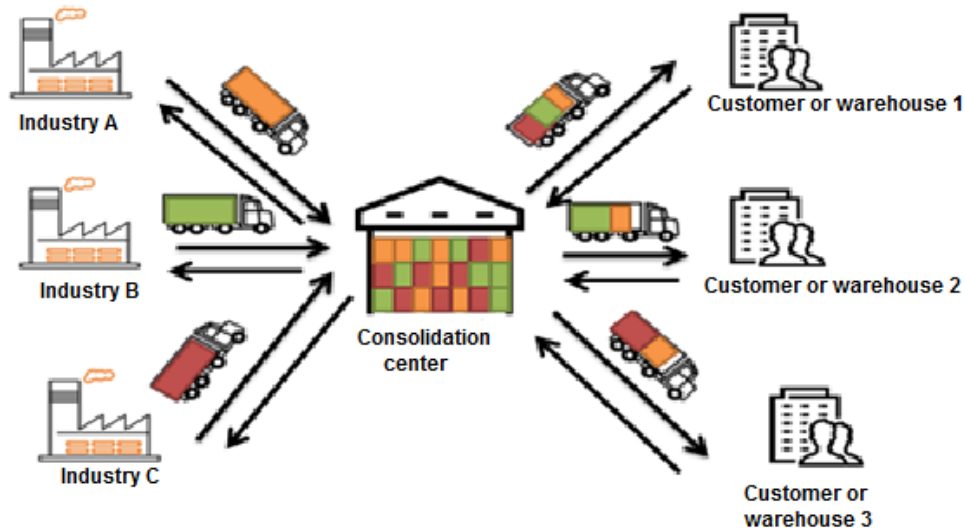 Industry A
Customer or warehouse 1
Industry B
Customer or warehouse 2
Consolidation
center
Industry C
Customer or
warehouse 3